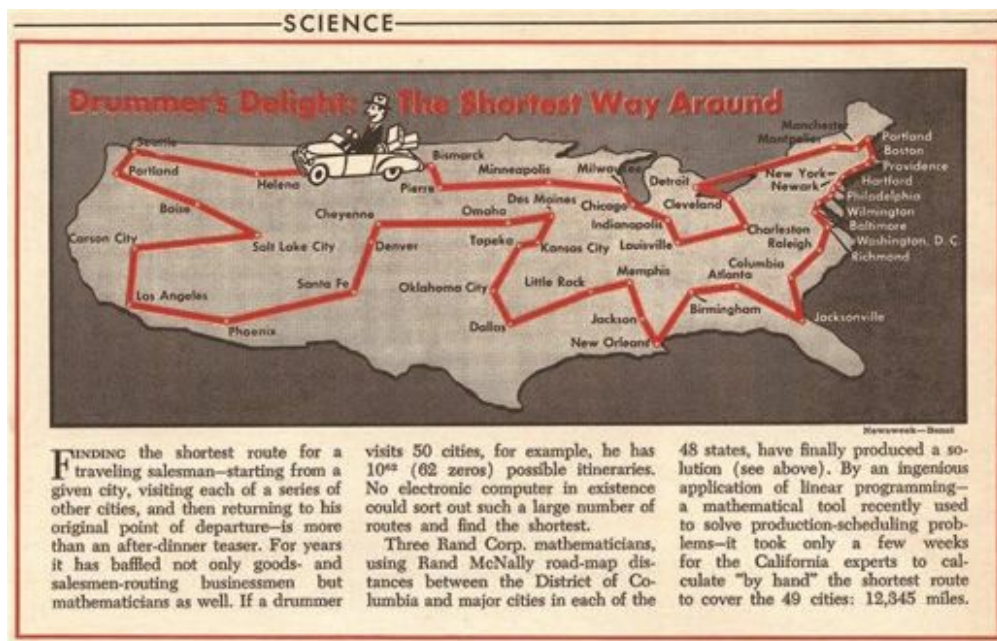 SCIENCE
Drummer's Delight: The Shortest Way Around
Manchester
Montpelier
Portland
Boston
Providence
Hartford
Philadelphia
Wilmington
Baltimore
Washington, D. C.
Richmond
New York
Newark
Seattle
Portland
Helena
Bismarck
Pierre
Minneapolis
Milwaukee
Detroit
Boise
Cheyenne
Omaha
Des Moines
Chicago
Cleveland
Indianapolis
Carson City
Salt Lake City
Denver
Topeka
Kansas City
Louisville
Charleston
Raleigh
Los Angeles
Santa Fe
Oklahoma City
Little Rock
Memphis
Columbia
Atlanta
Phoenix
Dallas
Jackson
Birmingham
Jacksonville
New Orleans
FINDING the shortest route for a
traveling salesman—starting from a
given city, visiting each of a series of
other cities, and then returning to his
original point of departure—is more
than an after-dinner teaser. For years
it has baffled not only goods- and
salesmen-routing businessmen but
mathematicians as well. If a drummer
visits 50 cities, for example, he has
10⁶² (62 zeros) possible itineraries.
No electronic computer in existence
could sort out such a large number of
routes and find the shortest.
Three Rand Corp. mathematicians,
using Rand McNally road-map dis-
tances between the District of Co-
lumbia and major cities in each of the
48 states, have finally produced a so-
lution (see above). By an ingenious
application of linear programming—
a mathematical tool recently used
to solve production-scheduling prob-
lems—it took only a few weeks
for the California experts to cal-
culate "by hand" the shortest route
to cover the 49 cities: 12,345 miles.